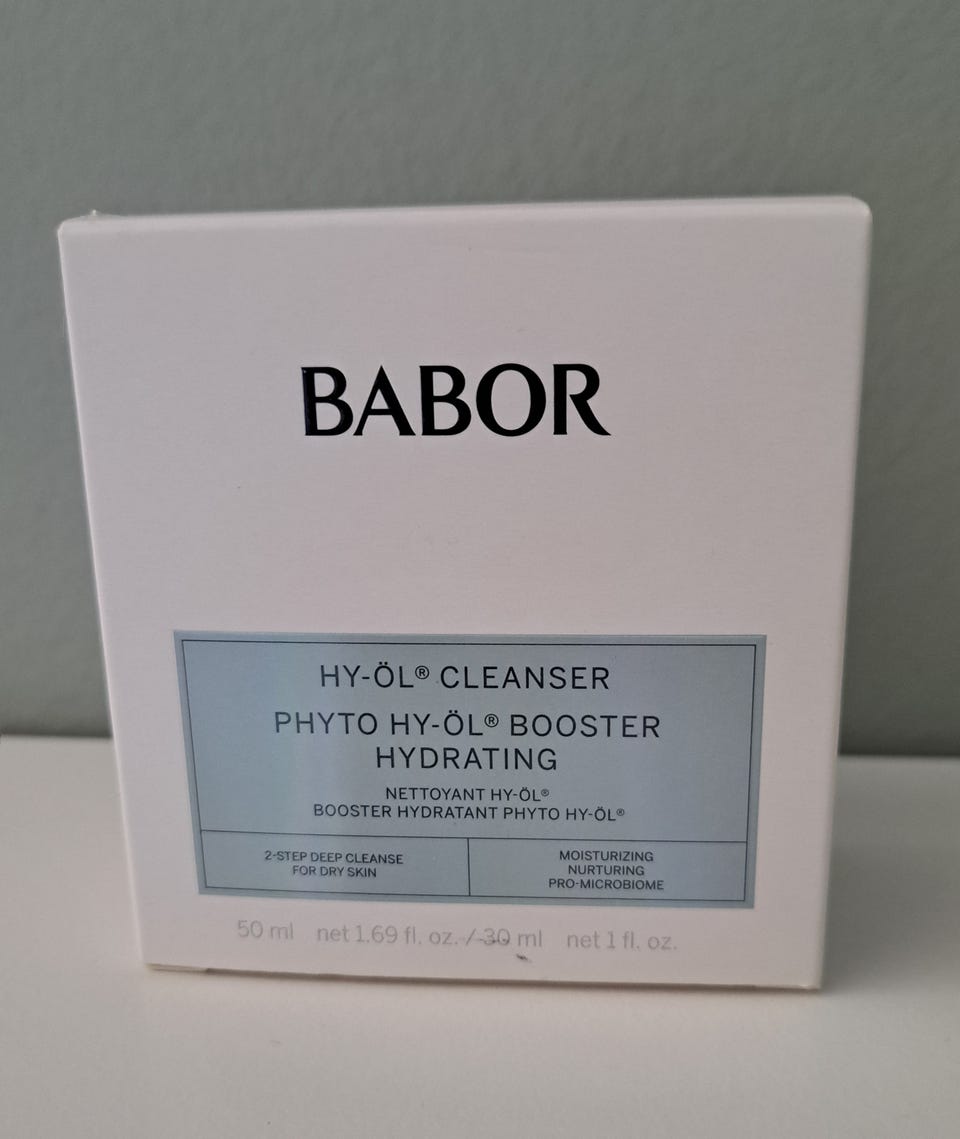 BABOR
HY-ÖL® CLEANSER
PHYTO HY-ÖL® BOOSTER
HYDRATING
NETTOYANT HY-ÖL®
BOOSTER HYDRATANT PHYTO HY-ÖL®
2-STEP DEEP CLEANSE
FOR DRY SKIN
MOISTURIZING
NURTURING
PRO-MICROBIOME
50 ml net 1.69 fl. oz. / 30 ml net 1 fl. oz.